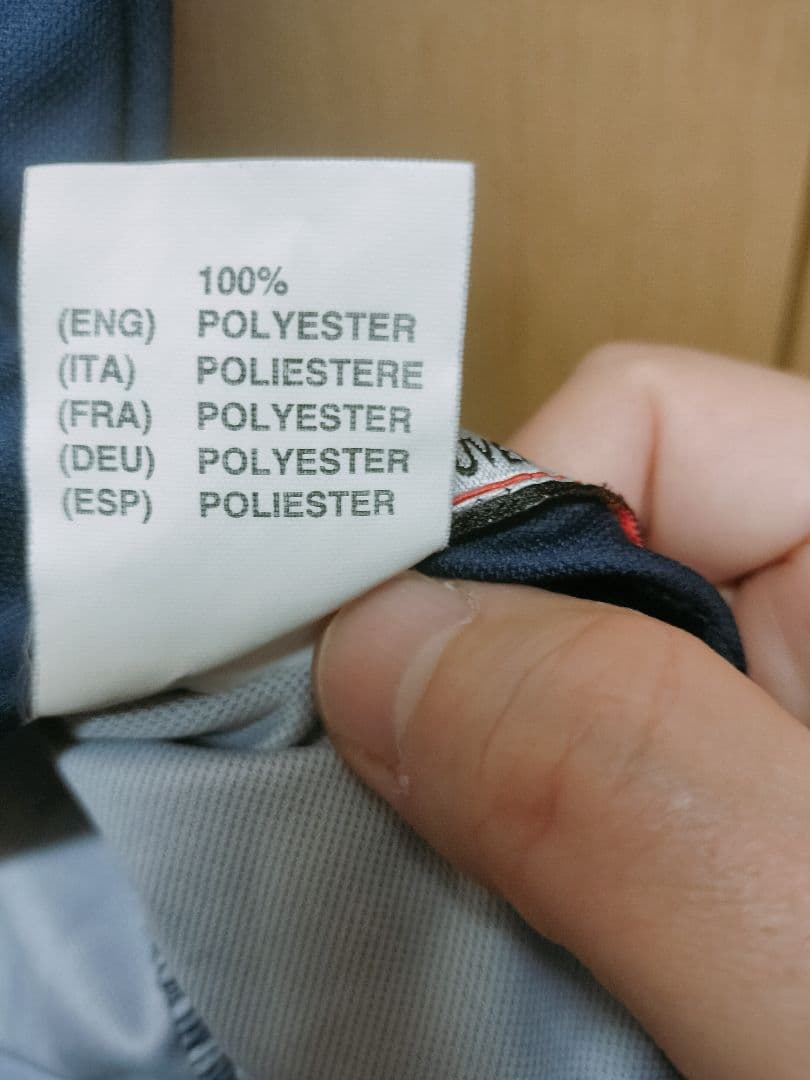 100%
(ENG) POLYESTER
(ITA) POLIESTERE
(FRA) POLYESTER
(DEU) POLYESTER
(ESP) POLIESTER